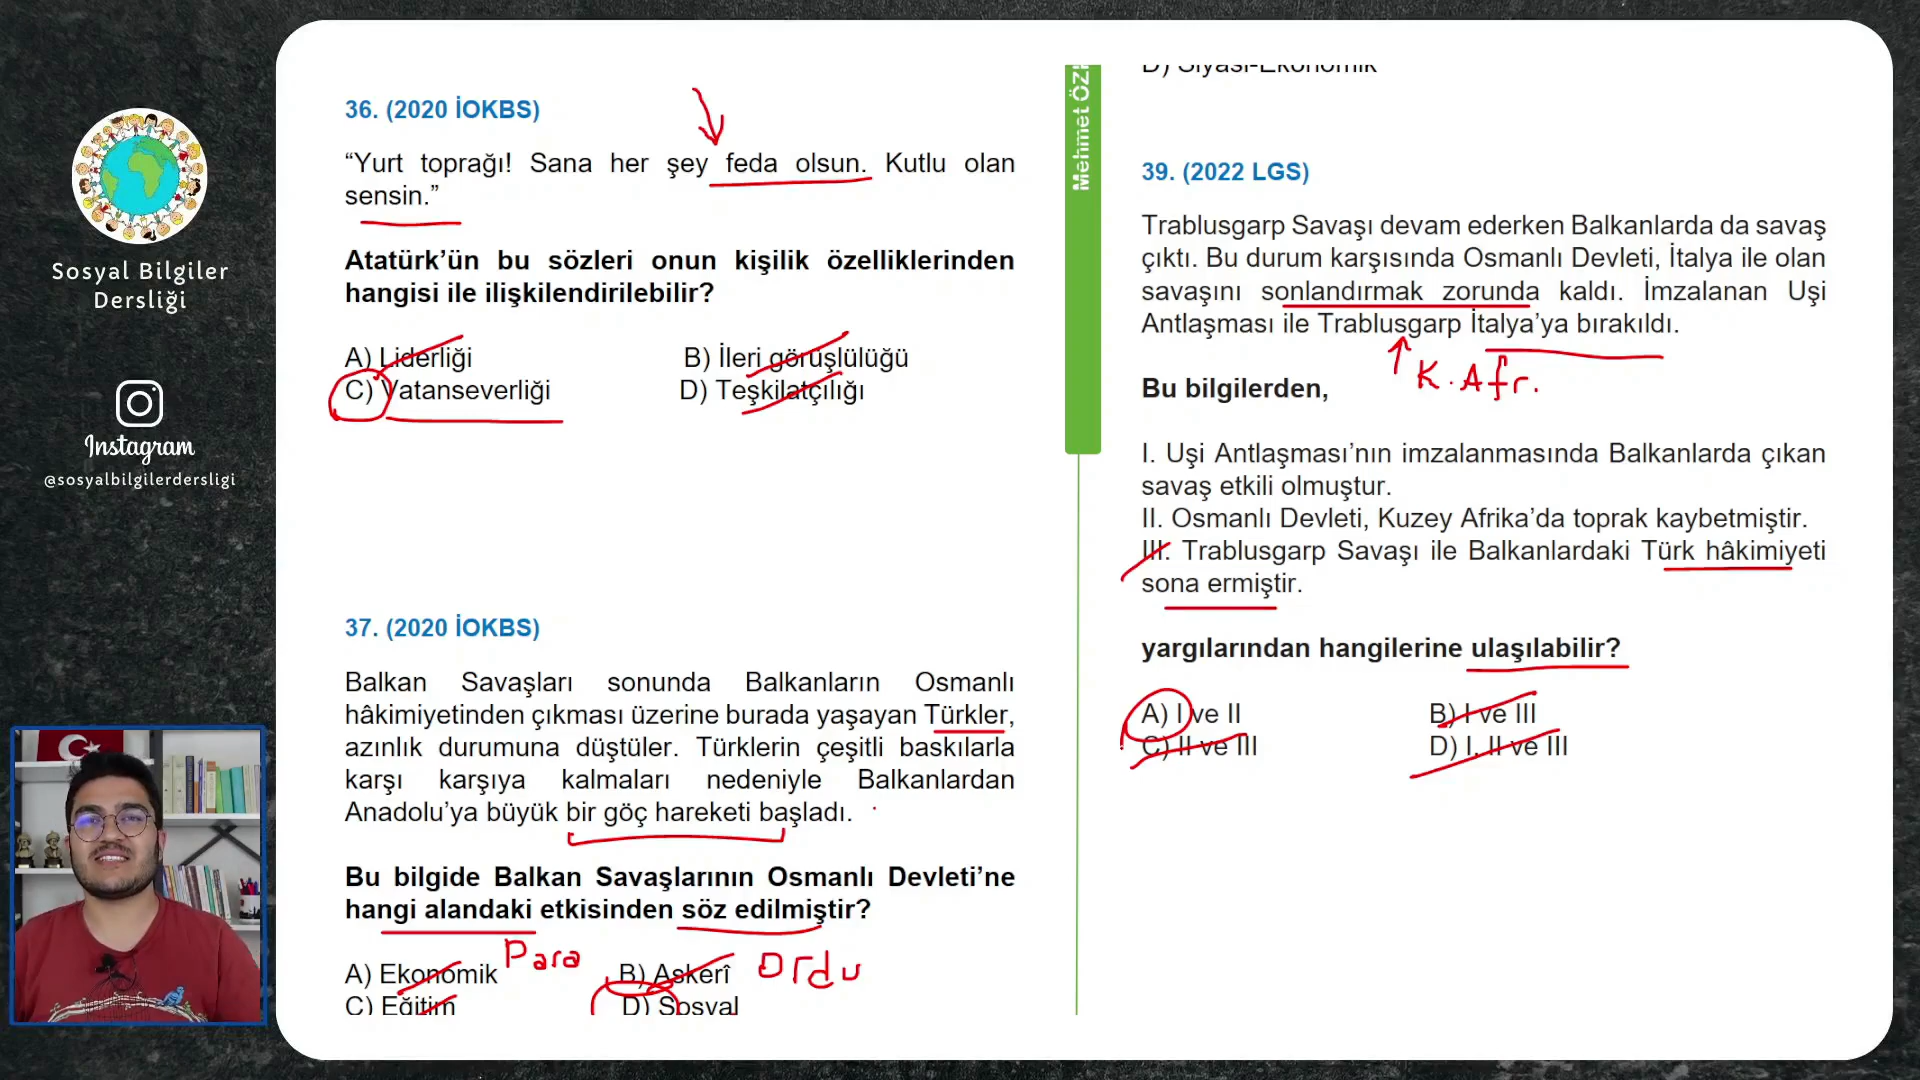 Sosyal Bilgiler
Dersliği
Instagram
@sosyalbilgilerdersligi
36. (2020 İOKBS)
“Yurt toprağı! Sana her şey feda olsun. Kutlu olan
sensin.”
Atatürk’ün bu sözleri onun kişilik özelliklerinden
hangisi ile ilişkilendirilebilir?
A) Liderliği B) İleri görüşlülüğü
C) Vatanseverliği D) Teşkilatçılığı
37. (2020 İOKBS)
Balkan Savaşları sonunda Balkanların Osmanlı
hâkimiyetinden çıkması üzerine burada yaşayan Türkler,
azınlık durumuna düştüler. Türklerin çeşitli baskılarla
karşı karşıya kalmaları nedeniyle Balkanlardan
Anadolu’ya büyük bir göç hareketi başladı.
Bu bilgide Balkan Savaşlarının Osmanlı Devleti’ne
hangi alandaki etkisinden söz edilmiştir?
A) Ekonomik Para B) Askerî Ordu
C) Eğitim D) Sosyal
Mehmet
D) Siyasi-Ekonomik
39. (2022 LGS)
Trablusgarp Savaşı devam ederken Balkanlarda da savaş
çıktı. Bu durum karşısında Osmanlı Devleti, İtalya ile olan
savaşını sonlandırmak zorunda kaldı. İmzalanan Uşi
Antlaşması ile Trablusgarp İtalya’ya bırakıldı.
K. Afr.
Bu bilgilerden,
I. Uşi Antlaşması’nın imzalanmasında Balkanlarda çıkan
savaş etkili olmuştur.
II. Osmanlı Devleti, Kuzey Afrika’da toprak kaybetmiştir.
III. Trablusgarp Savaşı ile Balkanlardaki Türk hâkimiyeti
sona ermiştir.
yargılarından hangilerine ulaşılabilir?
A) I ve II B) I ve III
C) II ve III D) I, II ve III